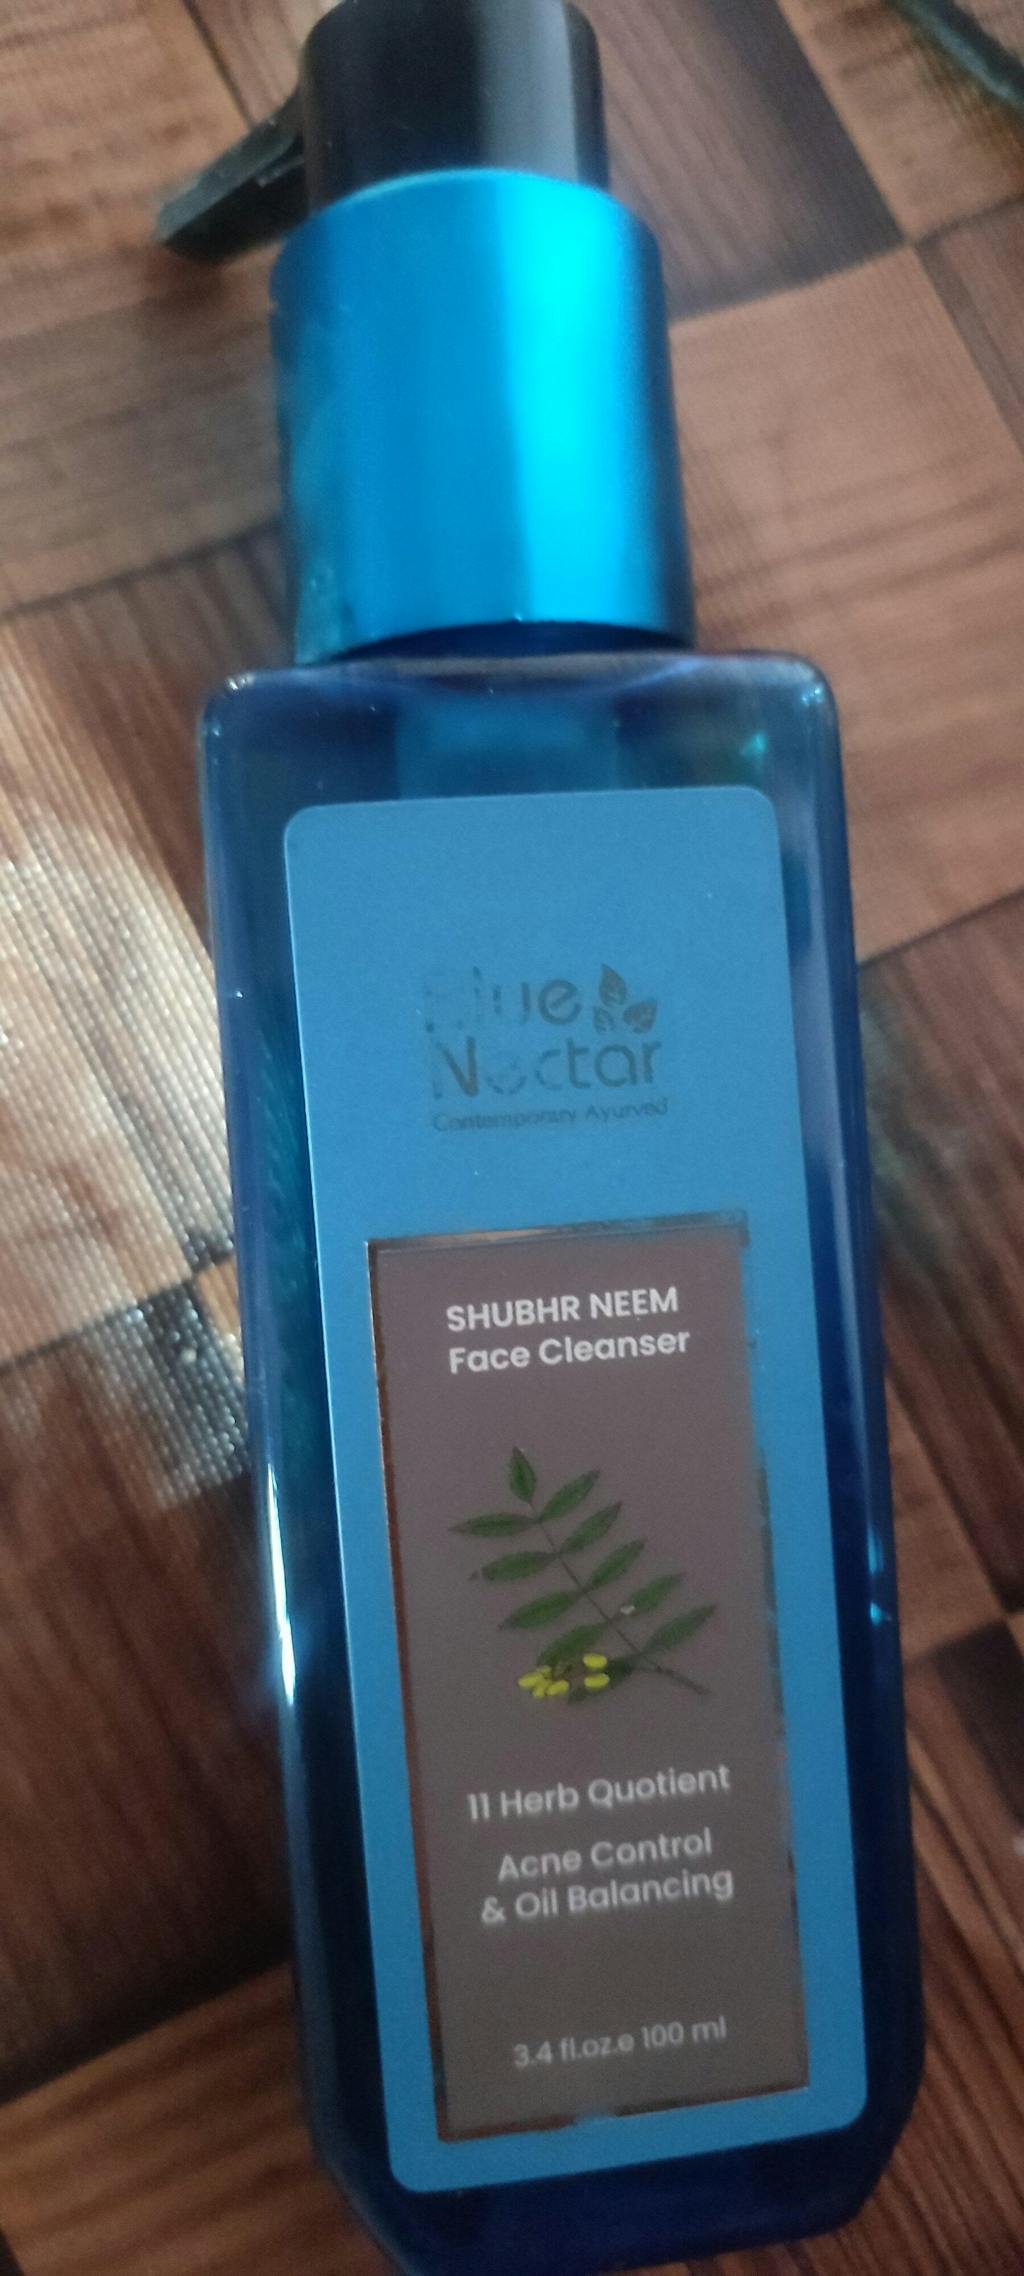 Blue
Nectar
Contemporary Ayurved
SHUBHR NEEM
Face Cleanser
11 Herb Quotient
Acne Control
& Oil Balancing
3.4 fl.oz.e 100 ml